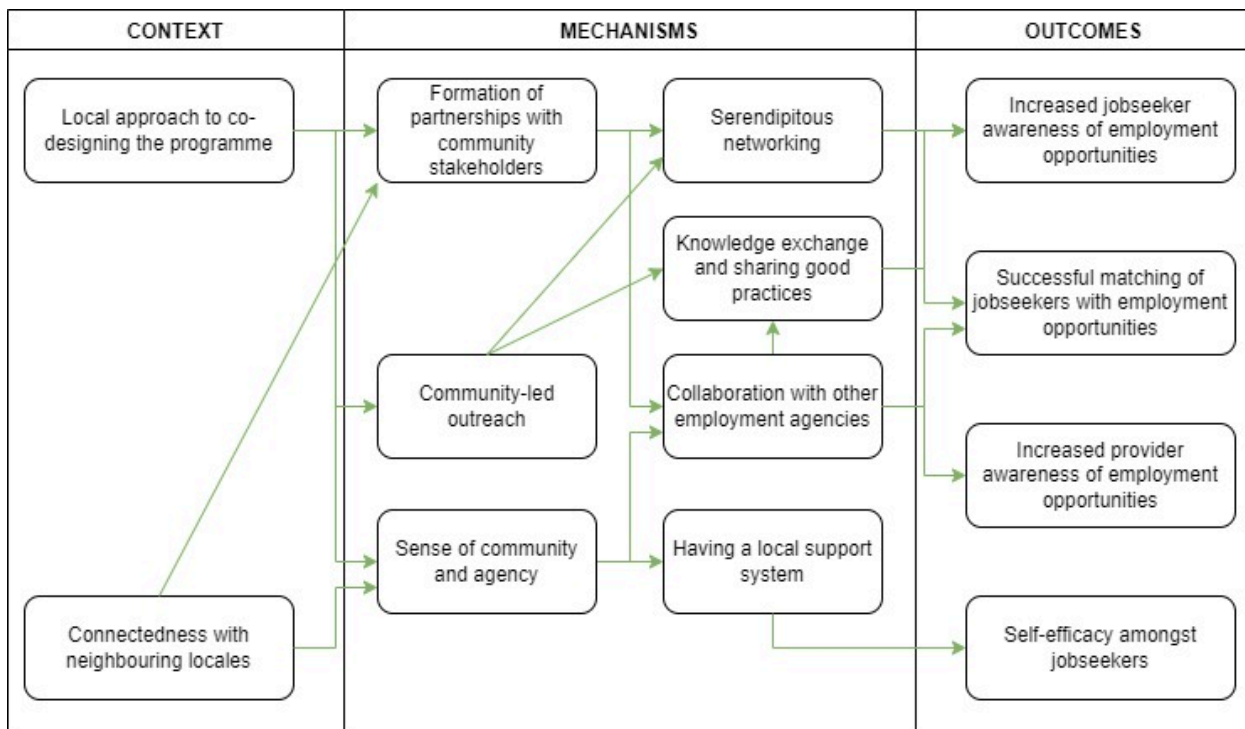 CONTEXT
MECHANISMS
OUTCOMES
Local approach to co-
designing the programme
Connectedness with
neighbouring locales
Formation of
partnerships with
community
stakeholders
Community-led
outreach
Sense of community
and agency
Serendipitous
networking
Knowledge exchange
and sharing good
practices
Collaboration with other
employment agencies
Having a local support
system
Increased jobseeker
awareness of employment
opportunities
Successful matching of
jobseekers with employment
opportunities
Increased provider
awareness of employment
opportunities
Self-efficacy amongst
jobseekers